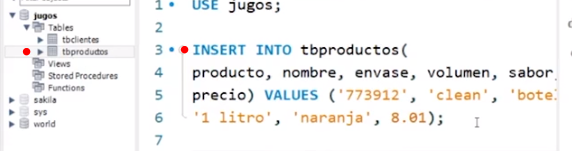 jugos
Tables
tbclientes
tbproductos
Views
Stored Procedures
Functions
sakila
sys
world
1 USE jugos;
2
3 INSERT INTO tbproductos(
4 producto, nombre, envase, volumen, sabor,
5 precio) VALUES ('773912', 'clean', 'botel
6 '1 litro', 'naranja', 8.01);
7